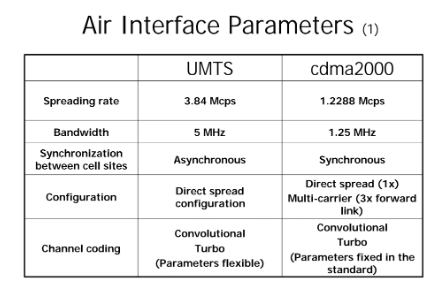 Air Interface Parameters (1)
UMTS cdma2000
Spreading rate 3.84 Mcps 1.2288 Mcps
Bandwidth 5 MHz 1.25 MHz
Synchronization
between cell sites Asynchronous Synchronous
Configuration
Direct spread
configuration
Direct spread (1x)
Multi-carrier (3x forward
link)
Channel coding
Convolutional
Turbo
(Parameters flexible)
Convolutional
Turbo
(Parameters fixed in the
standard)